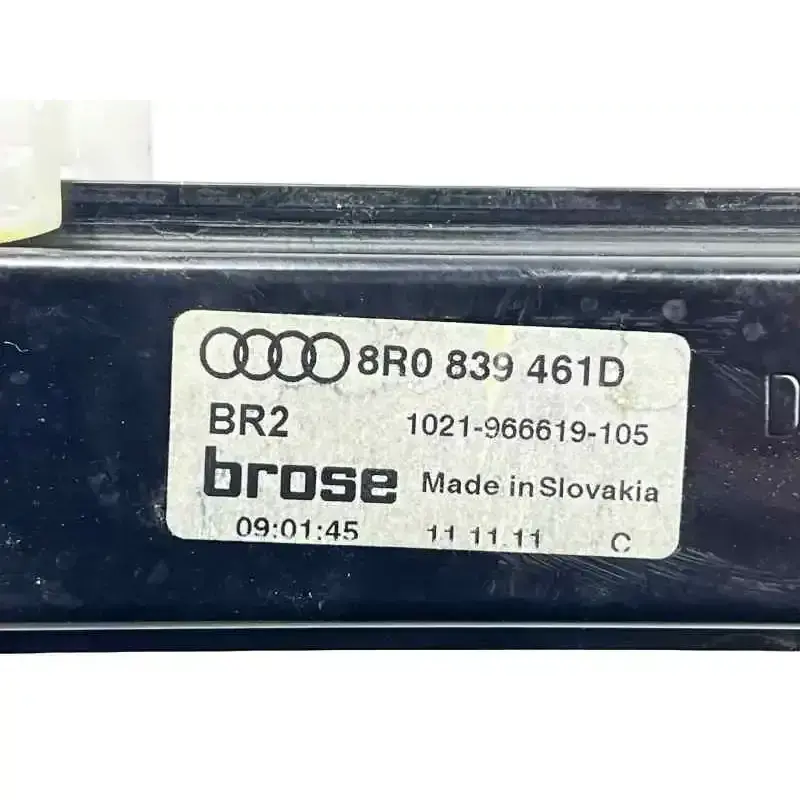 8R0 839 461D
BR2 1021-966619-105
brose Made in Slovakia
09:01:45 11.11.11 C
D